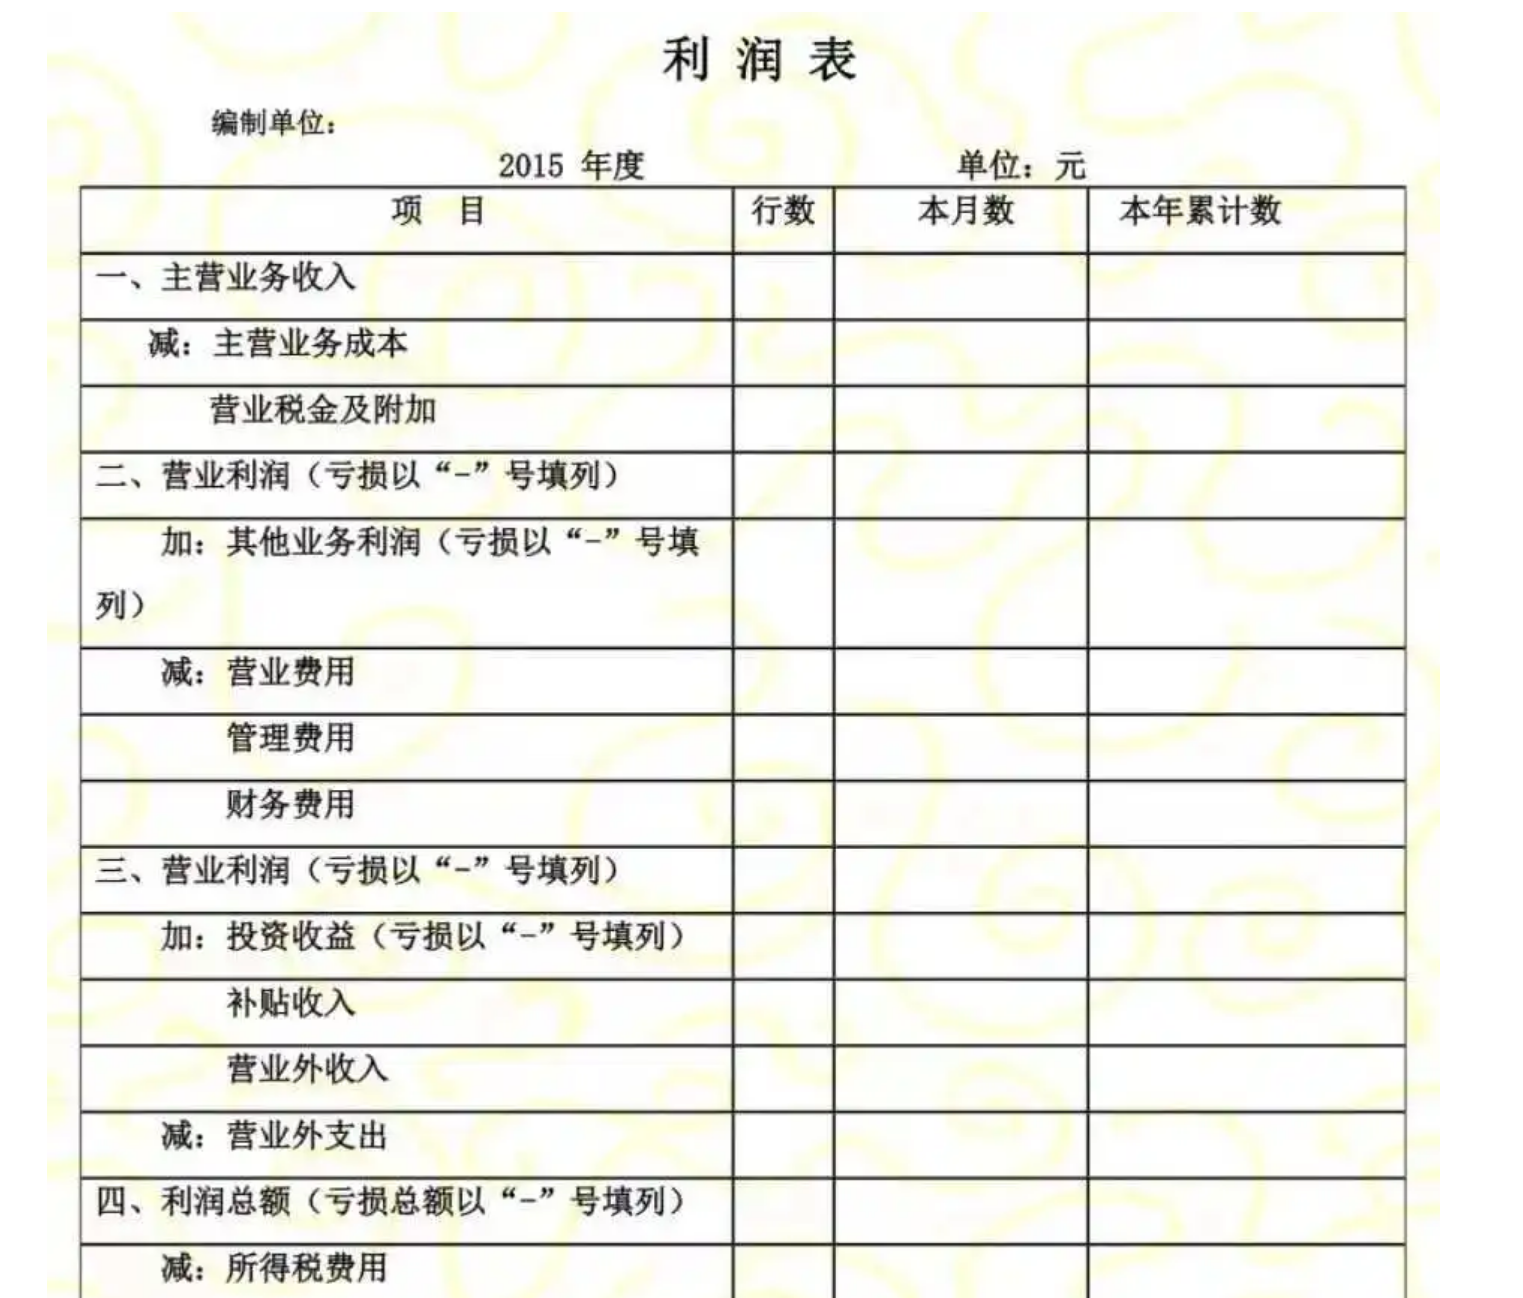 利 润 表
编制单位：
2015 年度 单位：元
项 目 行数 本月数 本年累计数
一、主营业务收入
减：主营业务成本
营业税金及附加
二、营业利润（亏损以“-”号填列）
加：其他业务利润（亏损以“-”号填
列）
减：营业费用
管理费用
财务费用
三、营业利润（亏损以“-”号填列）
加：投资收益（亏损以“-”号填列）
补贴收入
营业外收入
减：营业外支出
四、利润总额（亏损总额以“-”号填列）
减：所得税费用